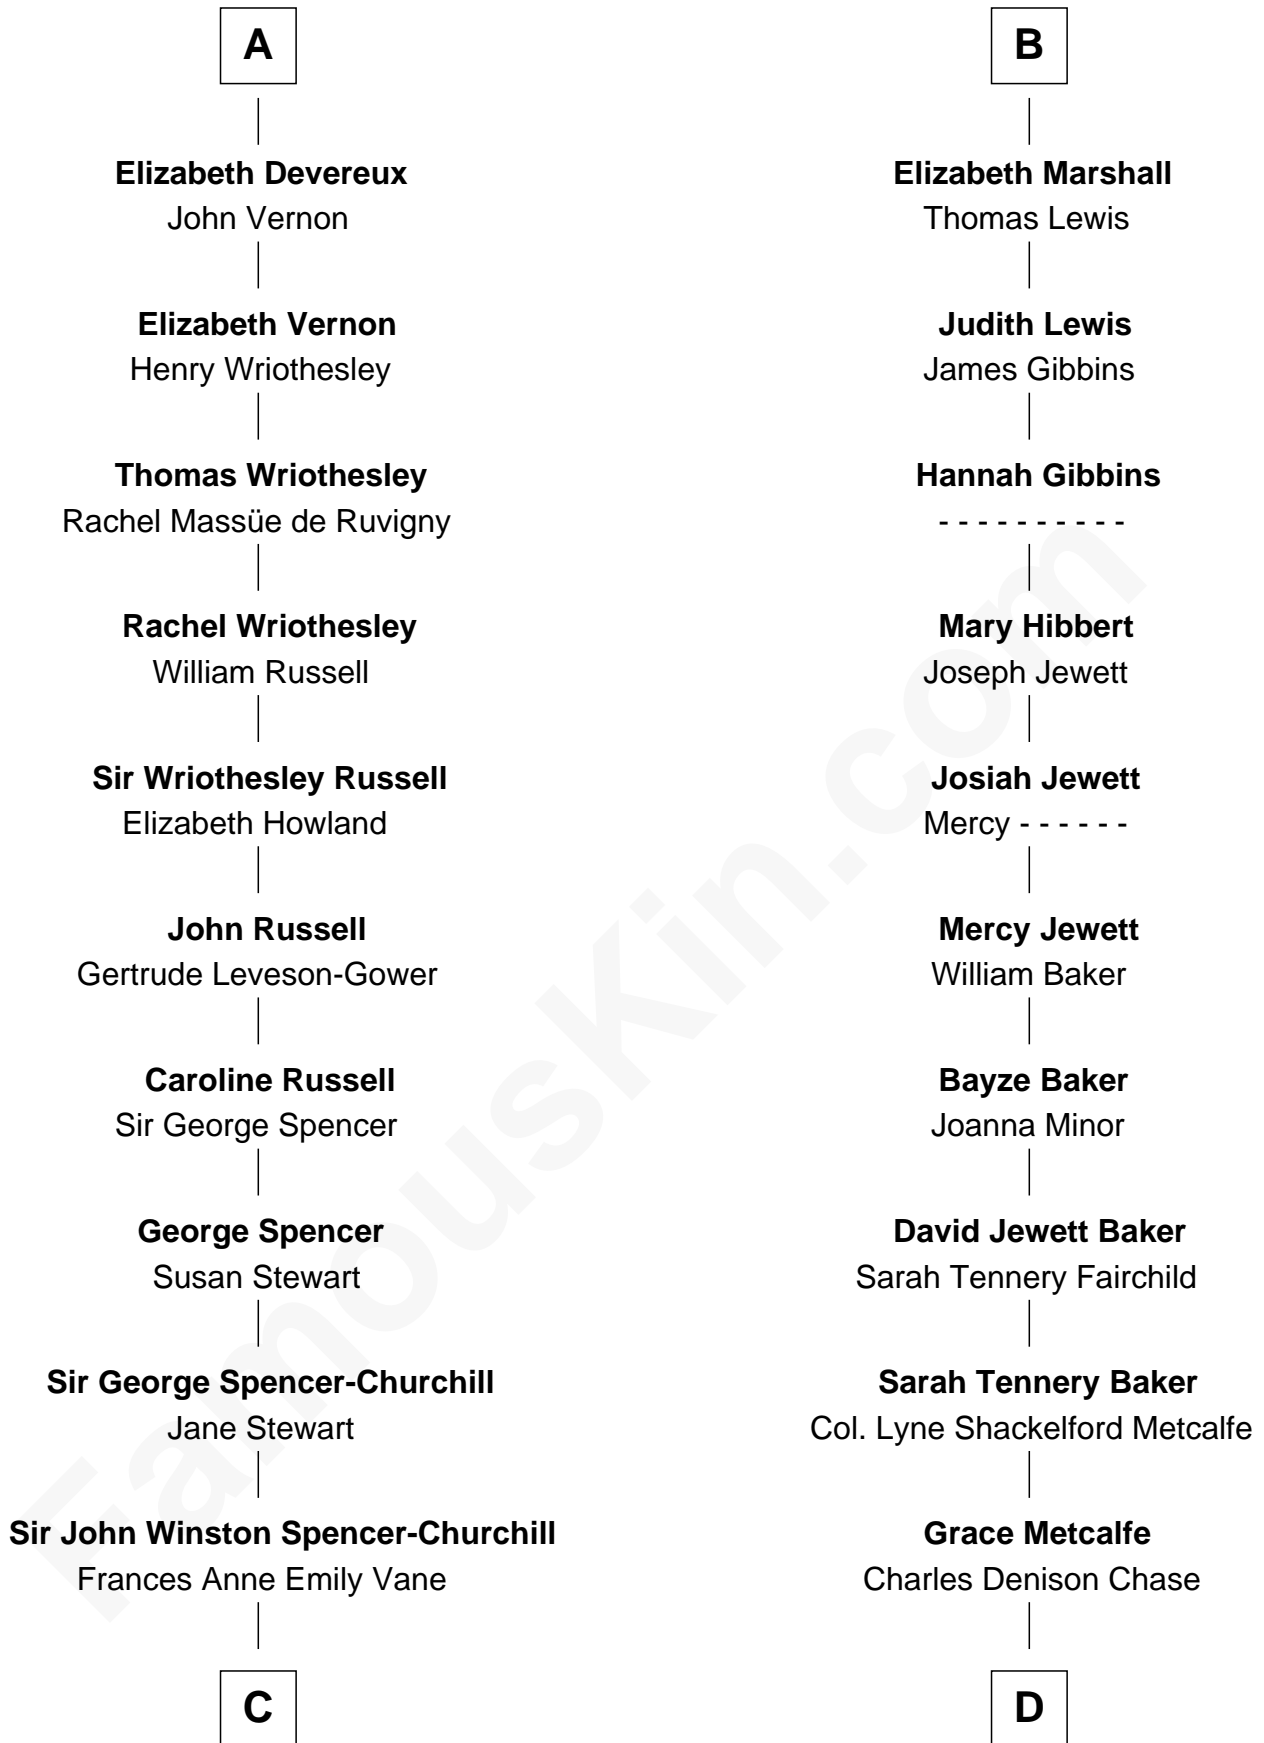 A
Elizabeth Devereux
John Vernon
Elizabeth Vernon
Henry Wriothesley
Thomas Wriothesley
Rachel Massüe de Ruvigny
Rachel Wriothesley
William Russell
Sir Wriothesley Russell
Elizabeth Howland
John Russell
Gertrude Leveson-Gower
Caroline Russell
Sir George Spencer
George Spencer
Susan Stewart
Sir George Spencer-Churchill
Jane Stewart
Sir John Winston Spencer-Churchill
Frances Anne Emily Vane
C
B
Elizabeth Marshall
Thomas Lewis
Judith Lewis
James Gibbins
Hannah Gibbins
- - - - - - - - - -
Mary Hibbert
Joseph Jewett
Josiah Jewett
Mercy - - - - - -
Mercy Jewett
William Baker
Bayze Baker
Joanna Minor
David Jewett Baker
Sarah Tennery Fairchild
Sarah Tennery Baker
Col. Lyne Shackelford Metcalfe
Grace Metcalfe
Charles Denison Chase
D
FamousKin.com